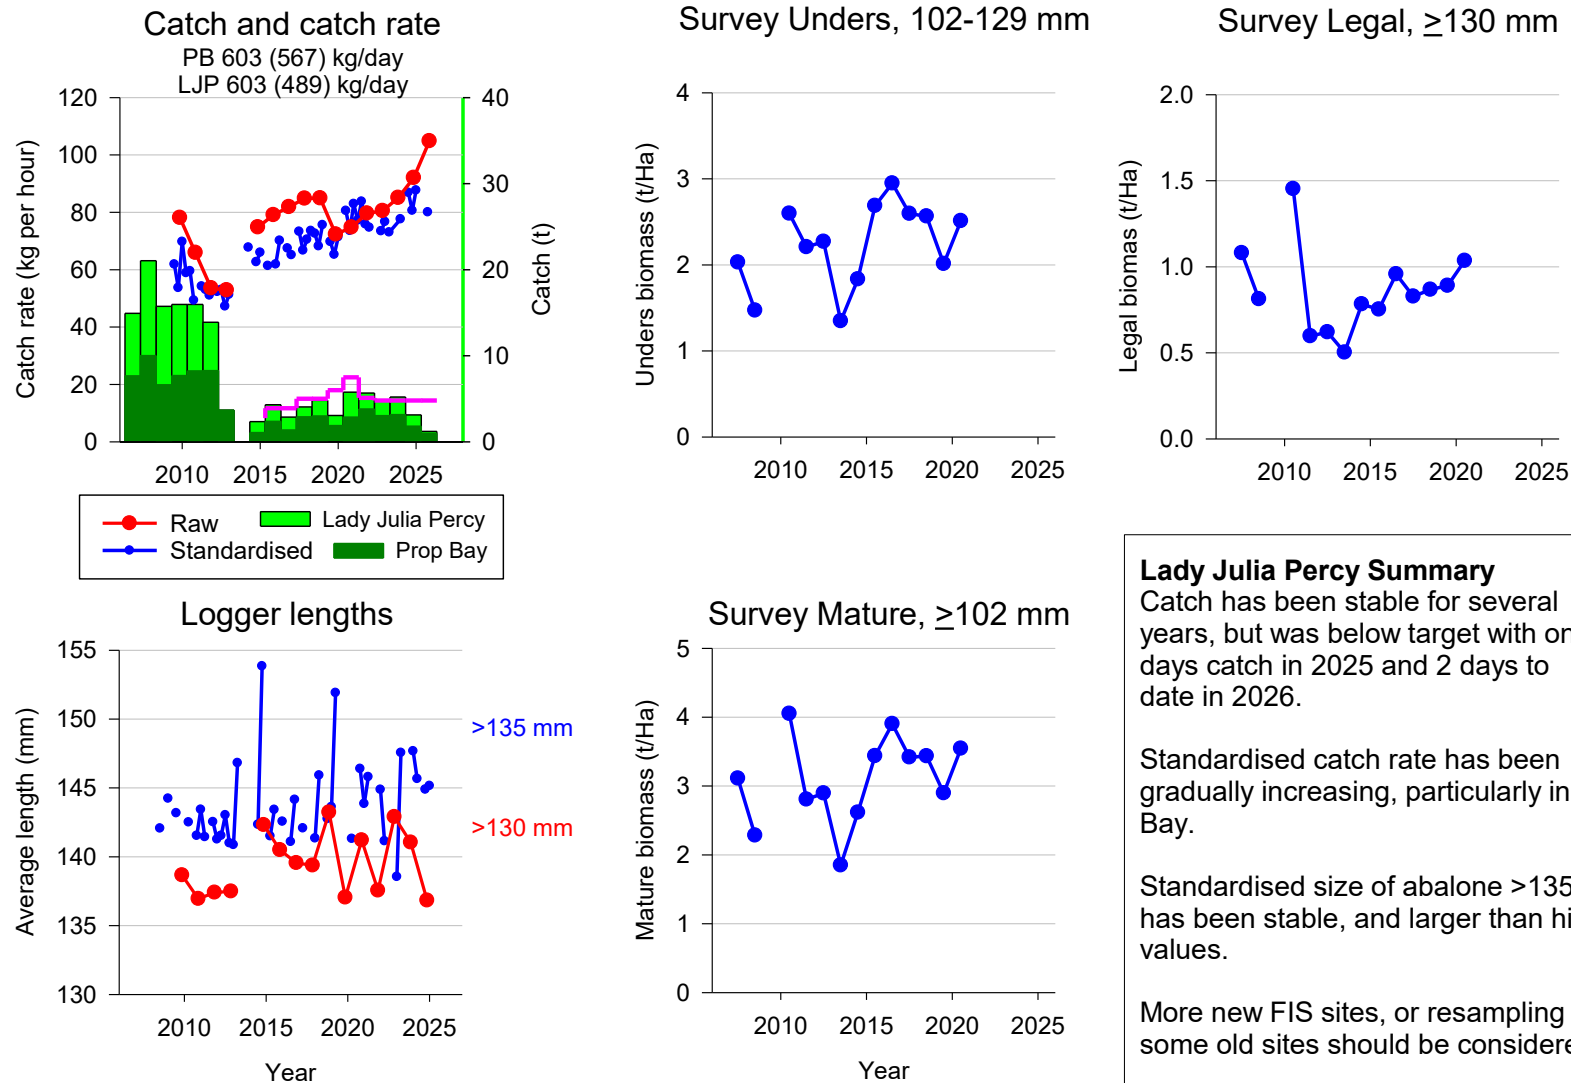 Catch and catch rate
PB 603 (567) kg/day
LJP 603 (489) kg/day
120
100
80
60
40
20
0
Catch rate (kg per hour)
40
30
20
10
0
Catch (t)
2010 2015 2020 2025
Raw
Lady Julia Percy
Standardised
Prop Bay
Survey Unders, 102-129 mm
4
3
2
1
0
Unders biomass (t/Ha)
2010 2015 2020 2025
Survey Legal, ≥130 mm
2.0
1.5
1.0
0.5
0.0
Legal biomas (t/Ha)
2010 2015 2020 2025
Logger lengths
155
150
145
140
135
130
Average length (mm)
>135 mm
>130 mm
2010 2015 2020 2025
Year
Survey Mature, ≥102 mm
5
4
3
2
1
0
Mature biomass (t/Ha)
2010 2015 2020 2025
Year
Lady Julia Percy Summary
Catch has been stable for several
years, but was below target with
days catch in 2025 and 2 days to
date in 2026.
Standardised catch rate has been
gradually increasing, particularly in
Bay.
Standardised size of abalone >135
has been stable, and larger than
values.
More new FIS sites, or resampling
some old sites should be